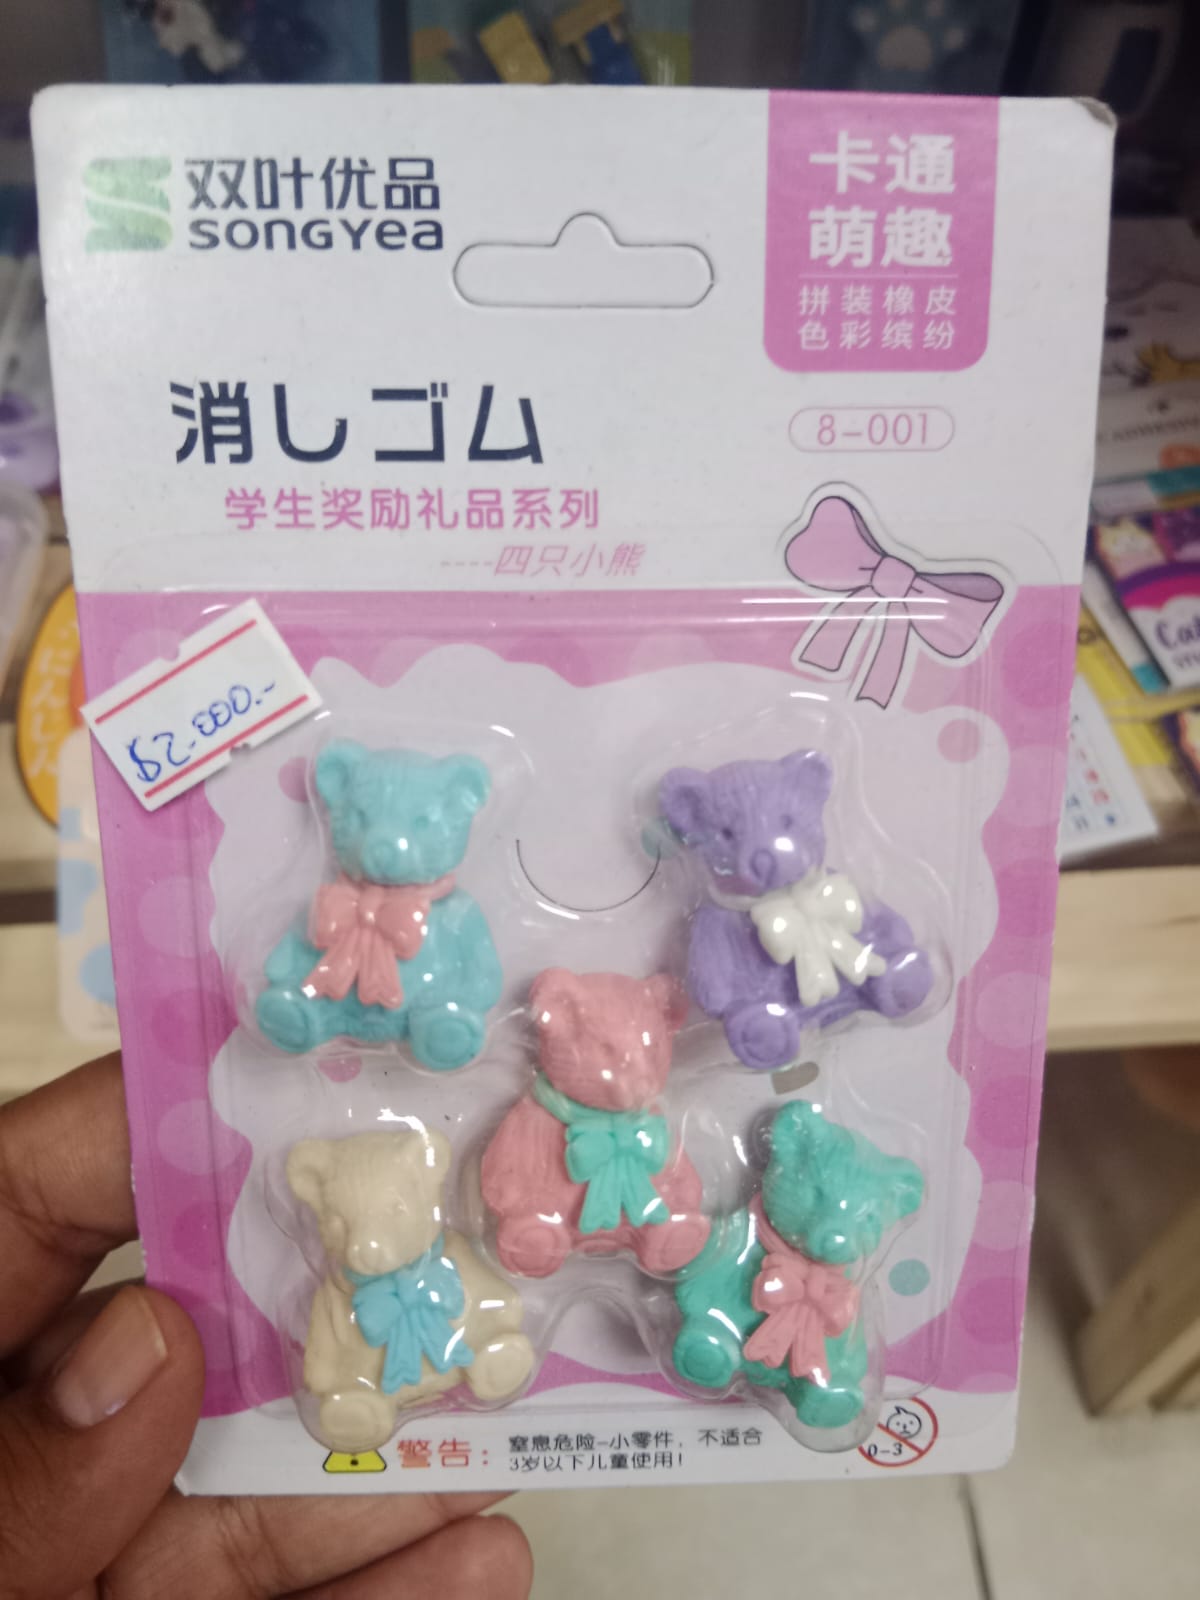 双叶优品
SONGYea
卡通
萌趣
拼装橡皮
色彩缤纷
8-001
消しゴム
学生奖励礼品系列
----四只小熊
$2.000.-
警告：
窒息危险-小零件，不适合
3岁以下儿童使用！
0-3